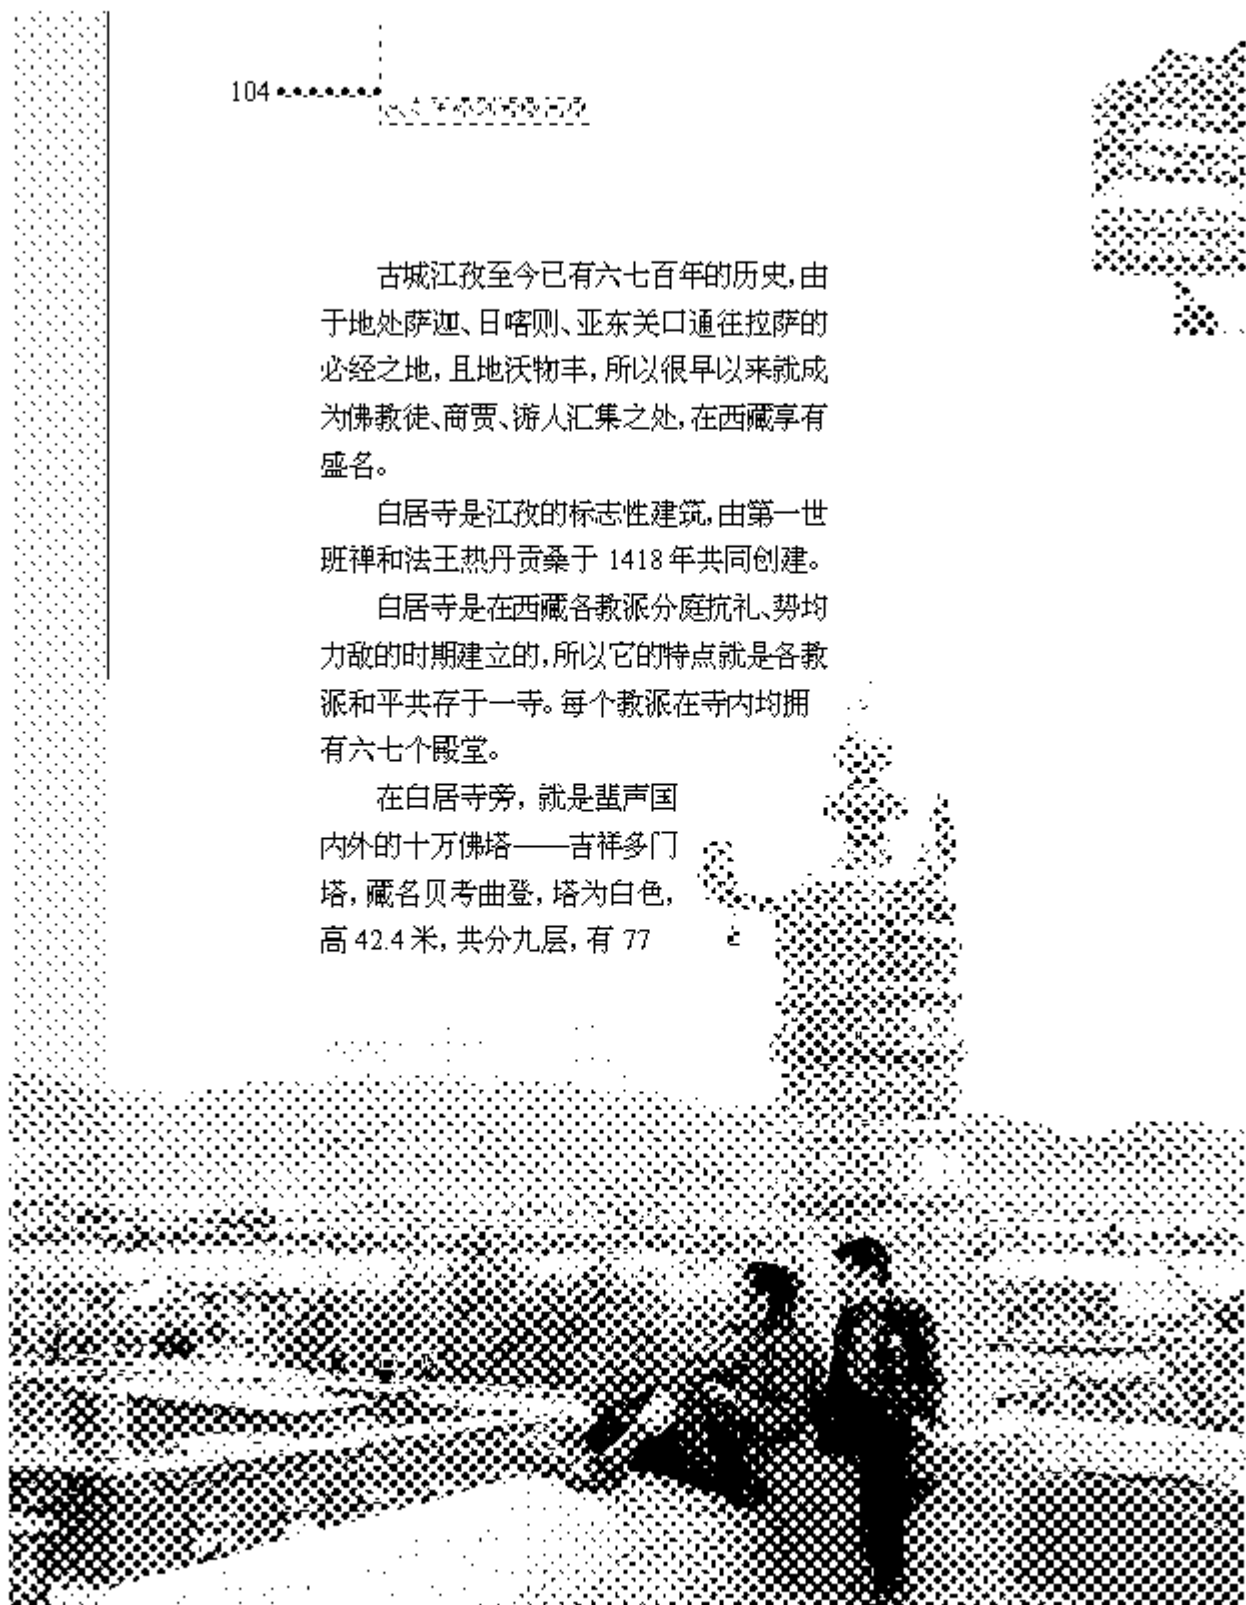 104
古城江孜至今已有六七百年的历史,由
于地处萨迦、日喀则、亚东关口通往拉萨的
必经之地,且地沃物丰,所以很早以来就成
为佛教徒、商贾、游人汇集之处,在西藏享有
盛名。
白居寺是江孜的标志性建筑,由第一世
班禅和法王热丹贡桑于 1418 年共同创建。
白居寺是在西藏各教派分庭抗礼、势均
力敌的时期建立的,所以它的特点就是各教
派和平共存于一寺。每个教派在寺内均拥
有六七个殿堂。
在白居寺旁,就是蜚声国
内外的十万佛塔——吉祥多门
塔,藏名贝考曲登,塔为白色,
高 42.4 米,共分九层,有 77